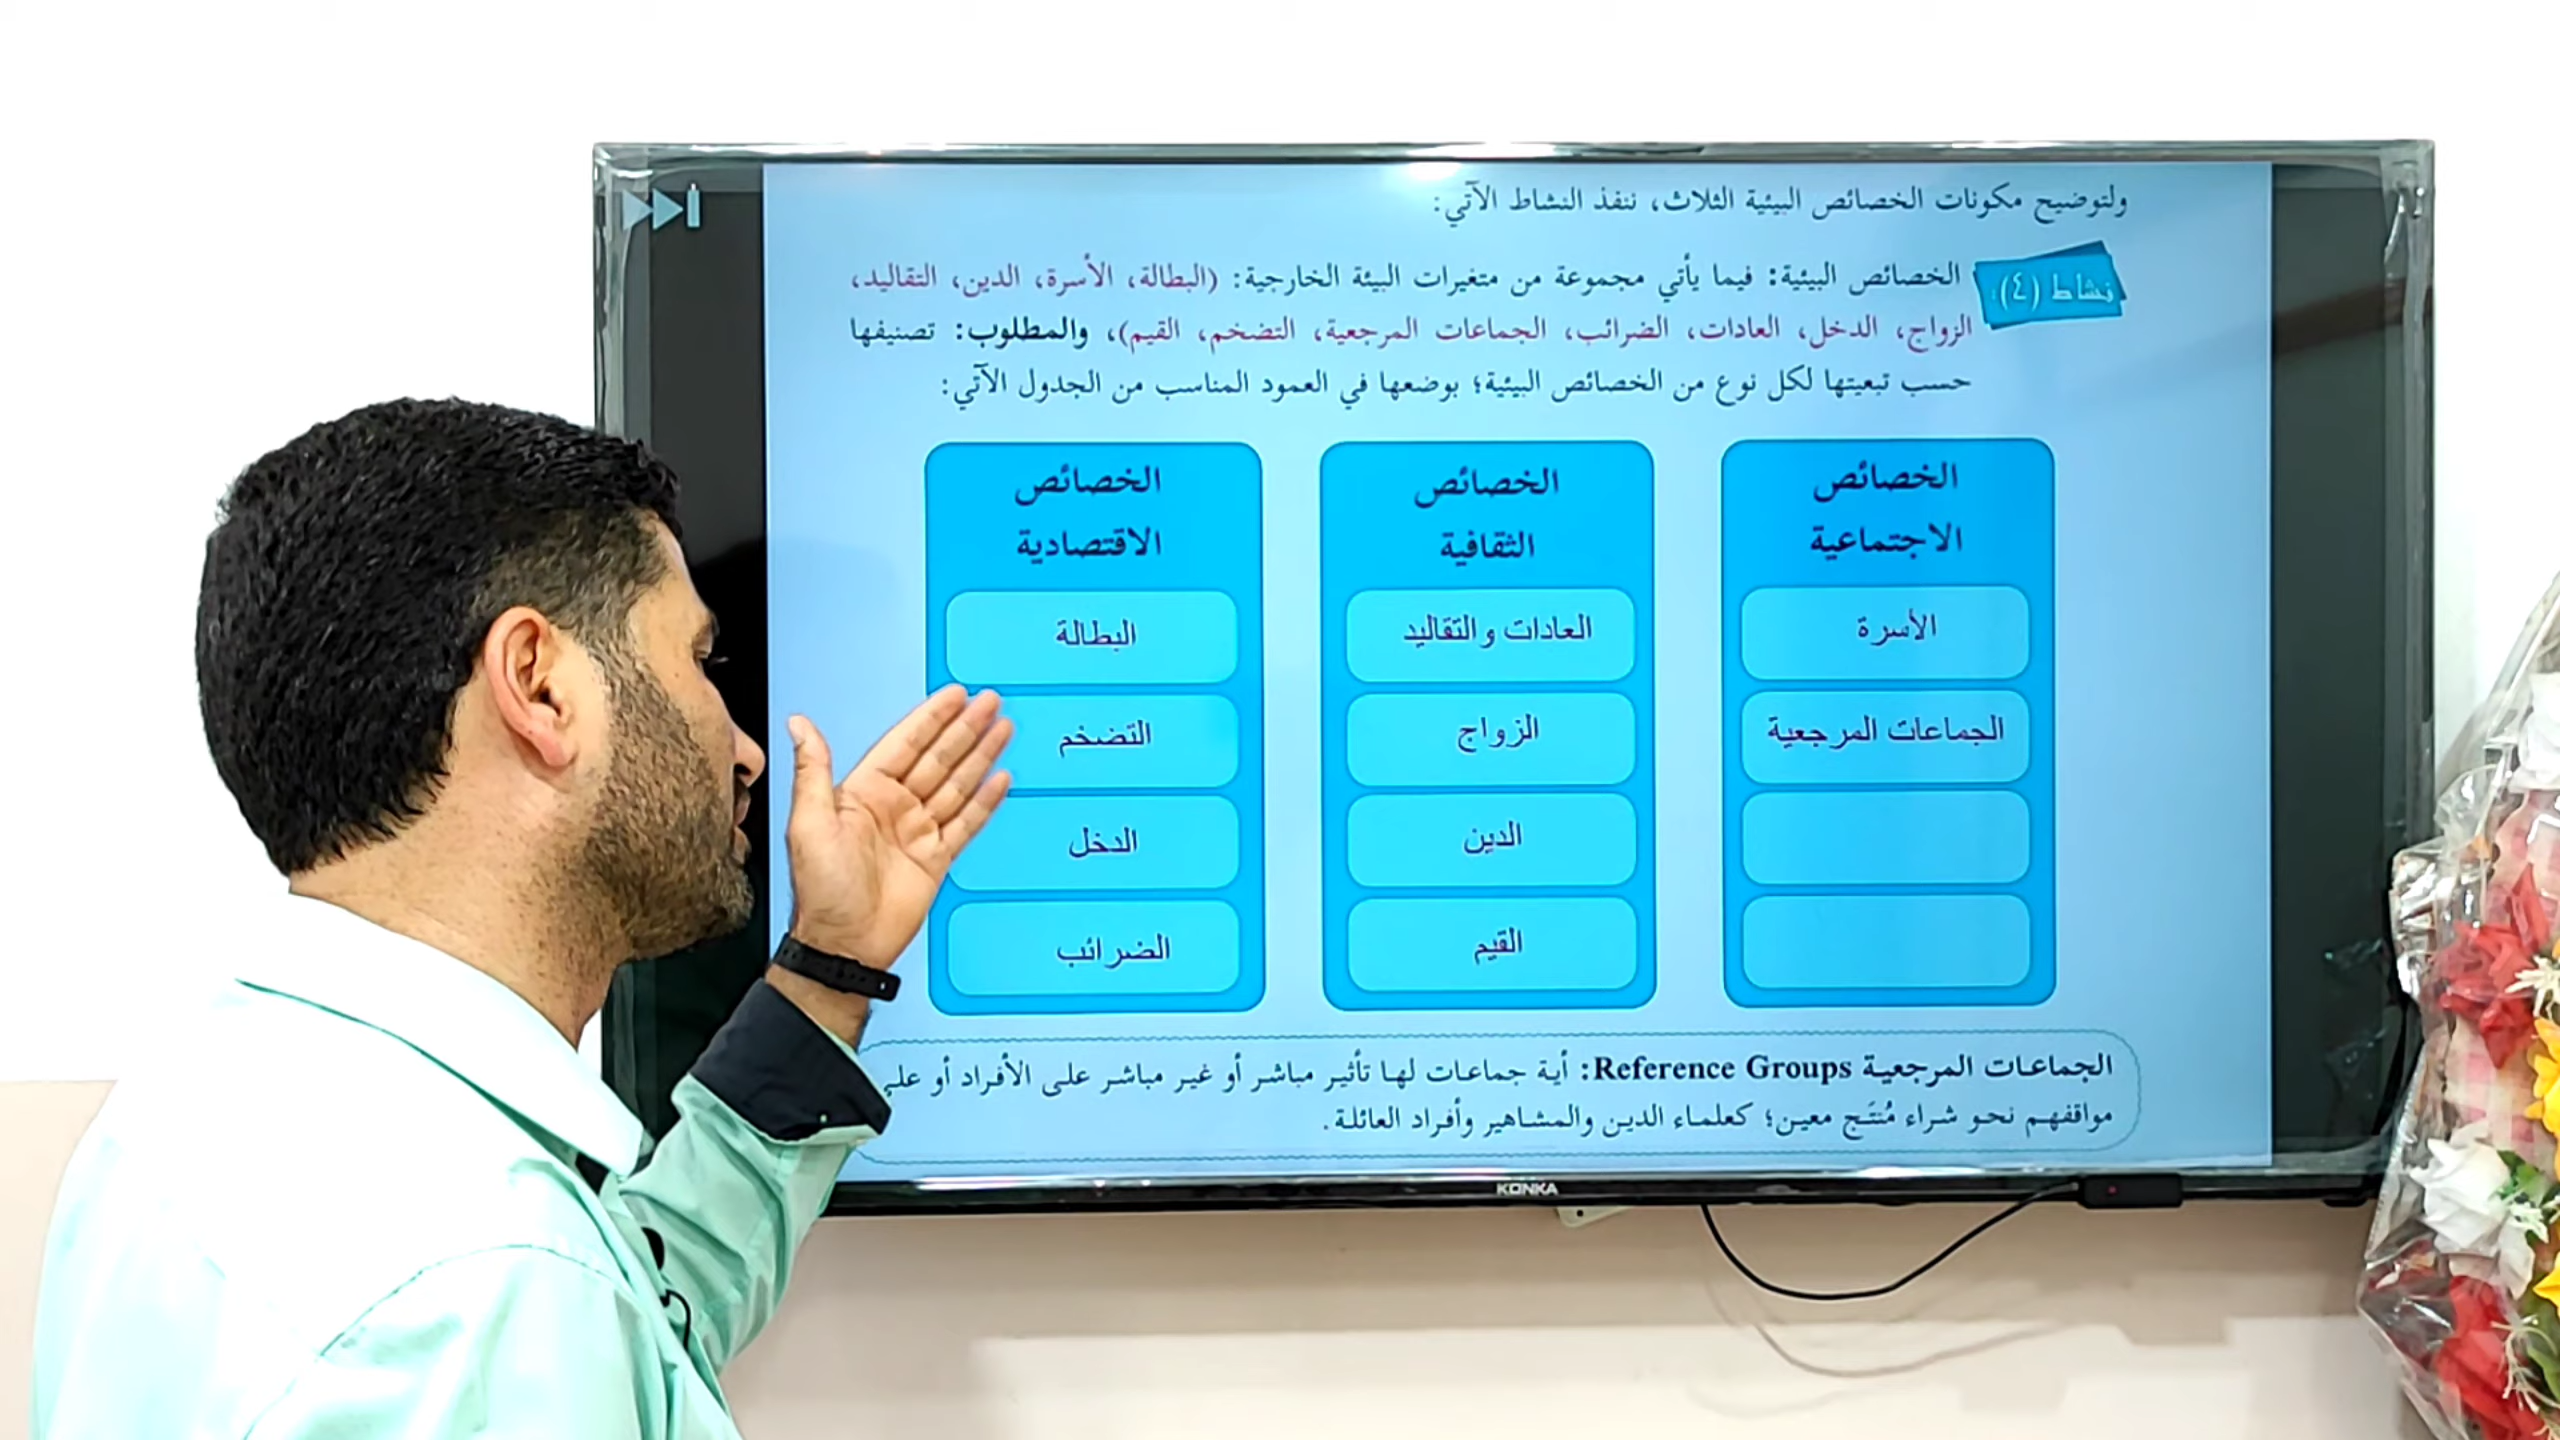 ولتوضيح مكونات الخصائص البيئية الثلاث، ننفذ النشاط الآتي:
نشاط (٤): الخصائص البيئية: فيما يأتي مجموعة من متغيرات البيئة الخارجية: (البطالة، الأسرة، الدين، التقاليد،
الزواج، الدخل، العادات، الضرائب، الجماعات المرجعية، التضخم، القيم)، والمطلوب: تصنيفها
حسب تبعيتها لكل نوع من الخصائص البيئية؛ بوضعها في العمود المناسب من الجدول الآتي:
الخصائص
الاجتماعية
الأسرة
الجماعات المرجعية
الخصائص
الثقافية
العادات والتقاليد
الزواج
الدين
القيم
الخصائص
الاقتصادية
البطالة
التضخم
الدخل
الضرائب
الجماعات المرجعية Reference Groups: أية جماعات لها تأثير مباشر أو غير مباشر على الأفراد أو على
مواقفهم نحو شراء مُنتَج معين؛ كعلماء الدين والمشاهير وأفراد العائلة.
KONKA